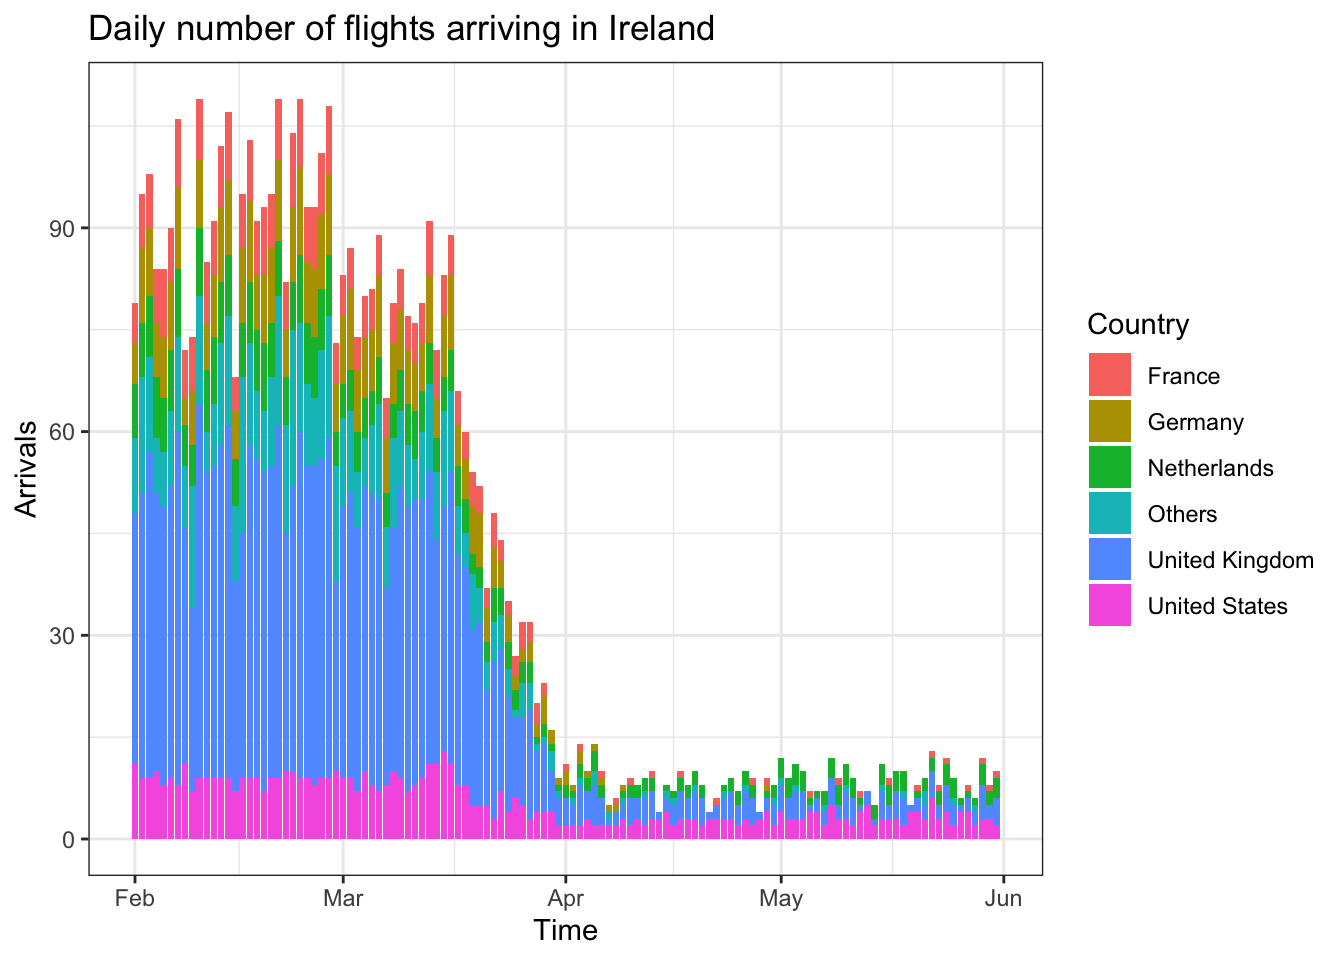 Daily number of flights arriving in Ireland
90
60
30
0
Arrivals
Feb
Mar
Apr
May
Jun
Time
Country
France
Germany
Netherlands
Others
United Kingdom
United States